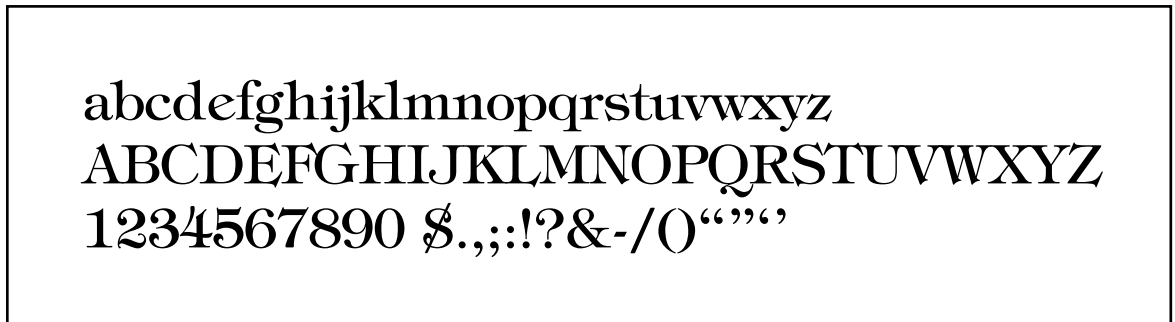 abcdefghijklmnopqrstuvwxyz
ABCDEFGHIJKLMNOPQRSTUVWXYZ
1234567890 $.,;:!?&-/()“”‘’